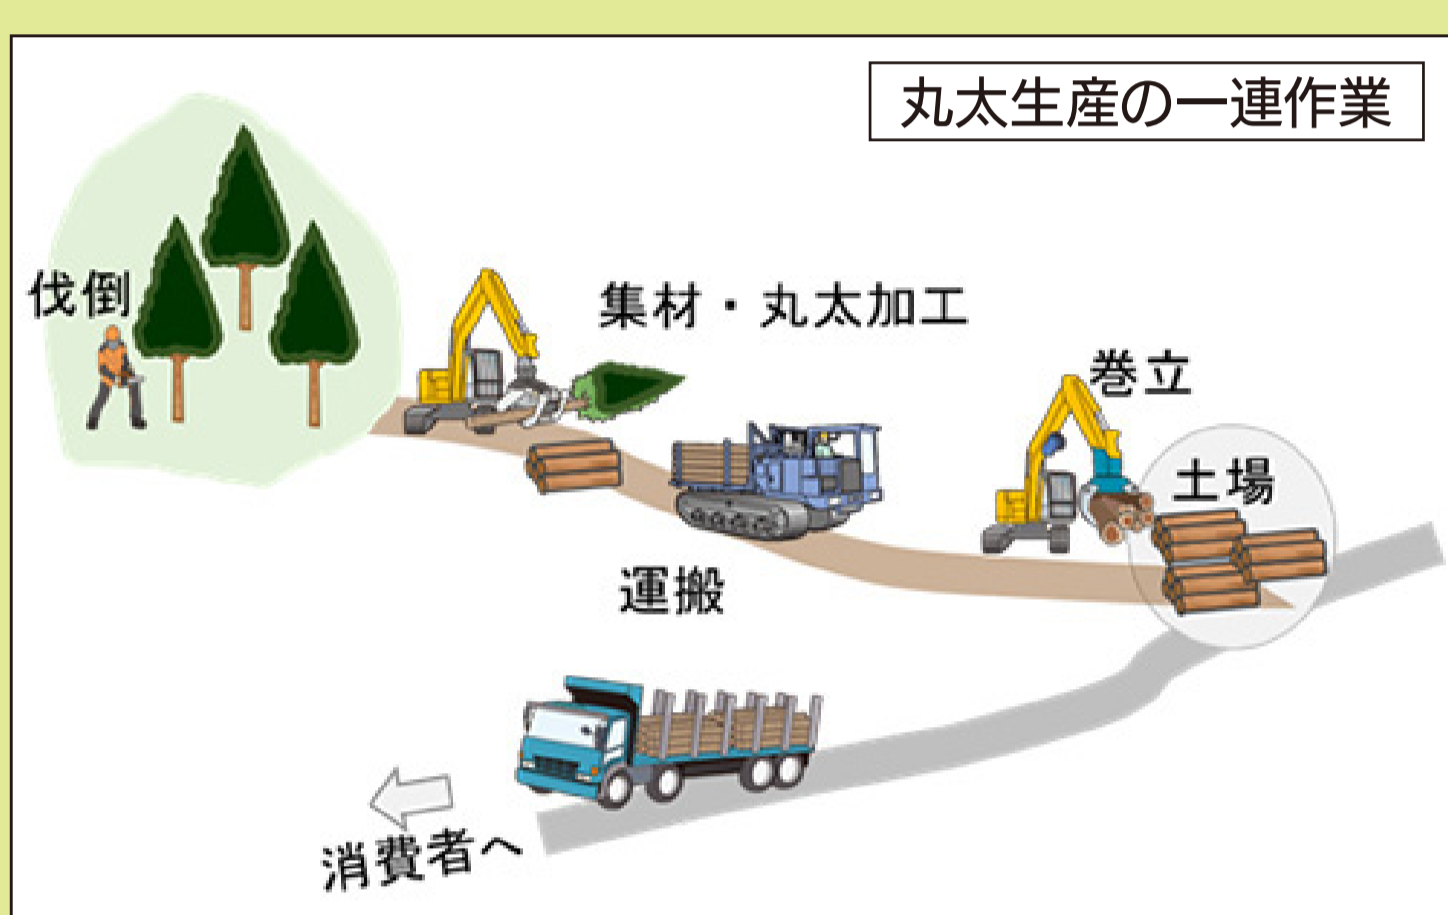 丸太生産の一連作業
伐倒
集材・丸太加工
巻立
土場
運搬
消費者へ